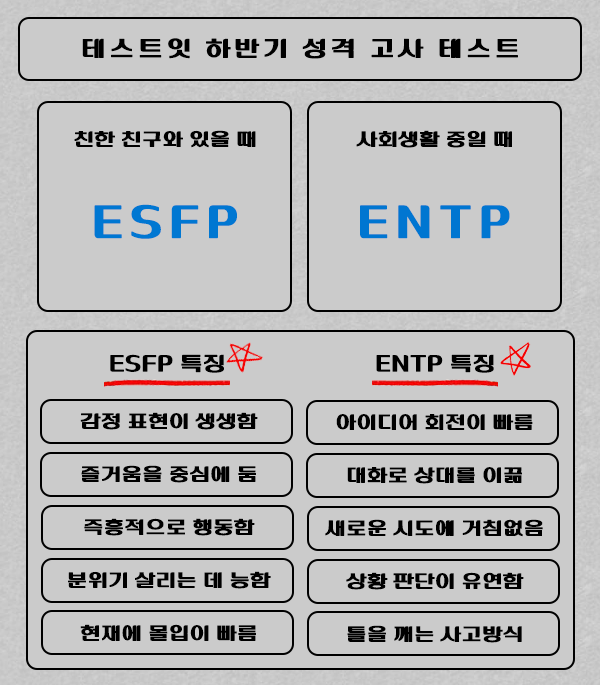 테스트잇 하반기 성격 고사 테스트
친한 친구와 있을 때
ESFP
사회생활 중일 때
ENTP
ESFP 특징
감정 표현이 생생함
즐거움을 중심에 둠
즉흥적으로 행동함
분위기 살리는 데 능함
현재에 몰입이 빠름
ENTP 특징
아이디어 회전이 빠름
대화로 상대를 이끎
새로운 시도에 거침없음
상황 판단이 유연함
틀을 깨는 사고방식